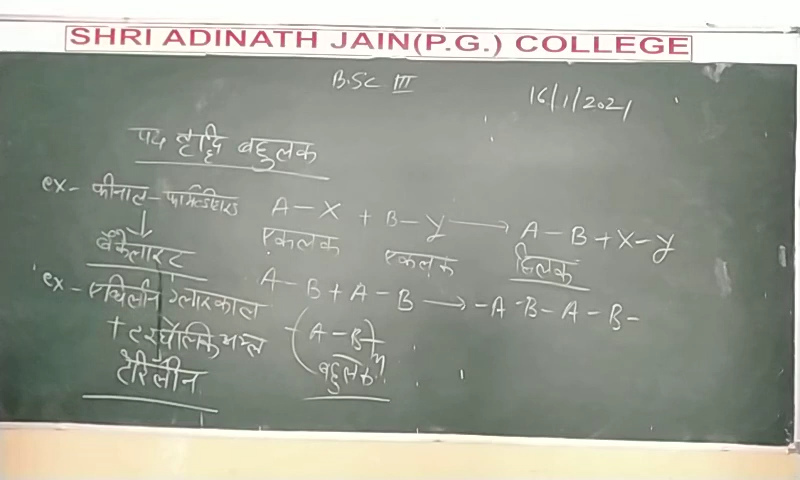 SHRI ADINATH JAIN(P.G.) COLLEGE
B.Sc III
16/1/2021
पद वृद्धि बहुलक
ex- फीनाल - फार्मेल्डीहाइड
↓
बैकैलाइट
A - X + B - Y → A - B + X - Y
एकलक एकलक द्विलक
ex- एथिलीन ग्लाइकाल
+ टरथैलिक अम्ल
टेरिलीन
A - B + A - B → - A - B - A - B -
-(A - B)-n
बहुलक